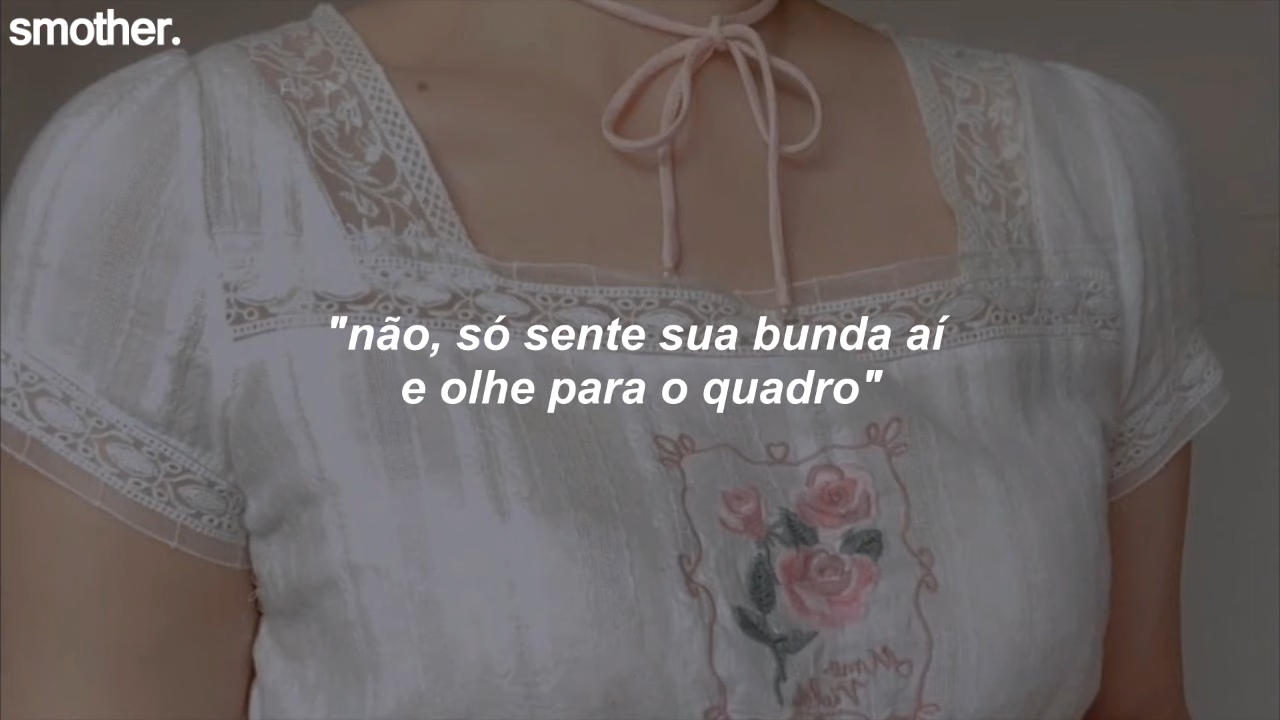 smother.
"não, só sente sua bunda aí
e olhe para o quadro"